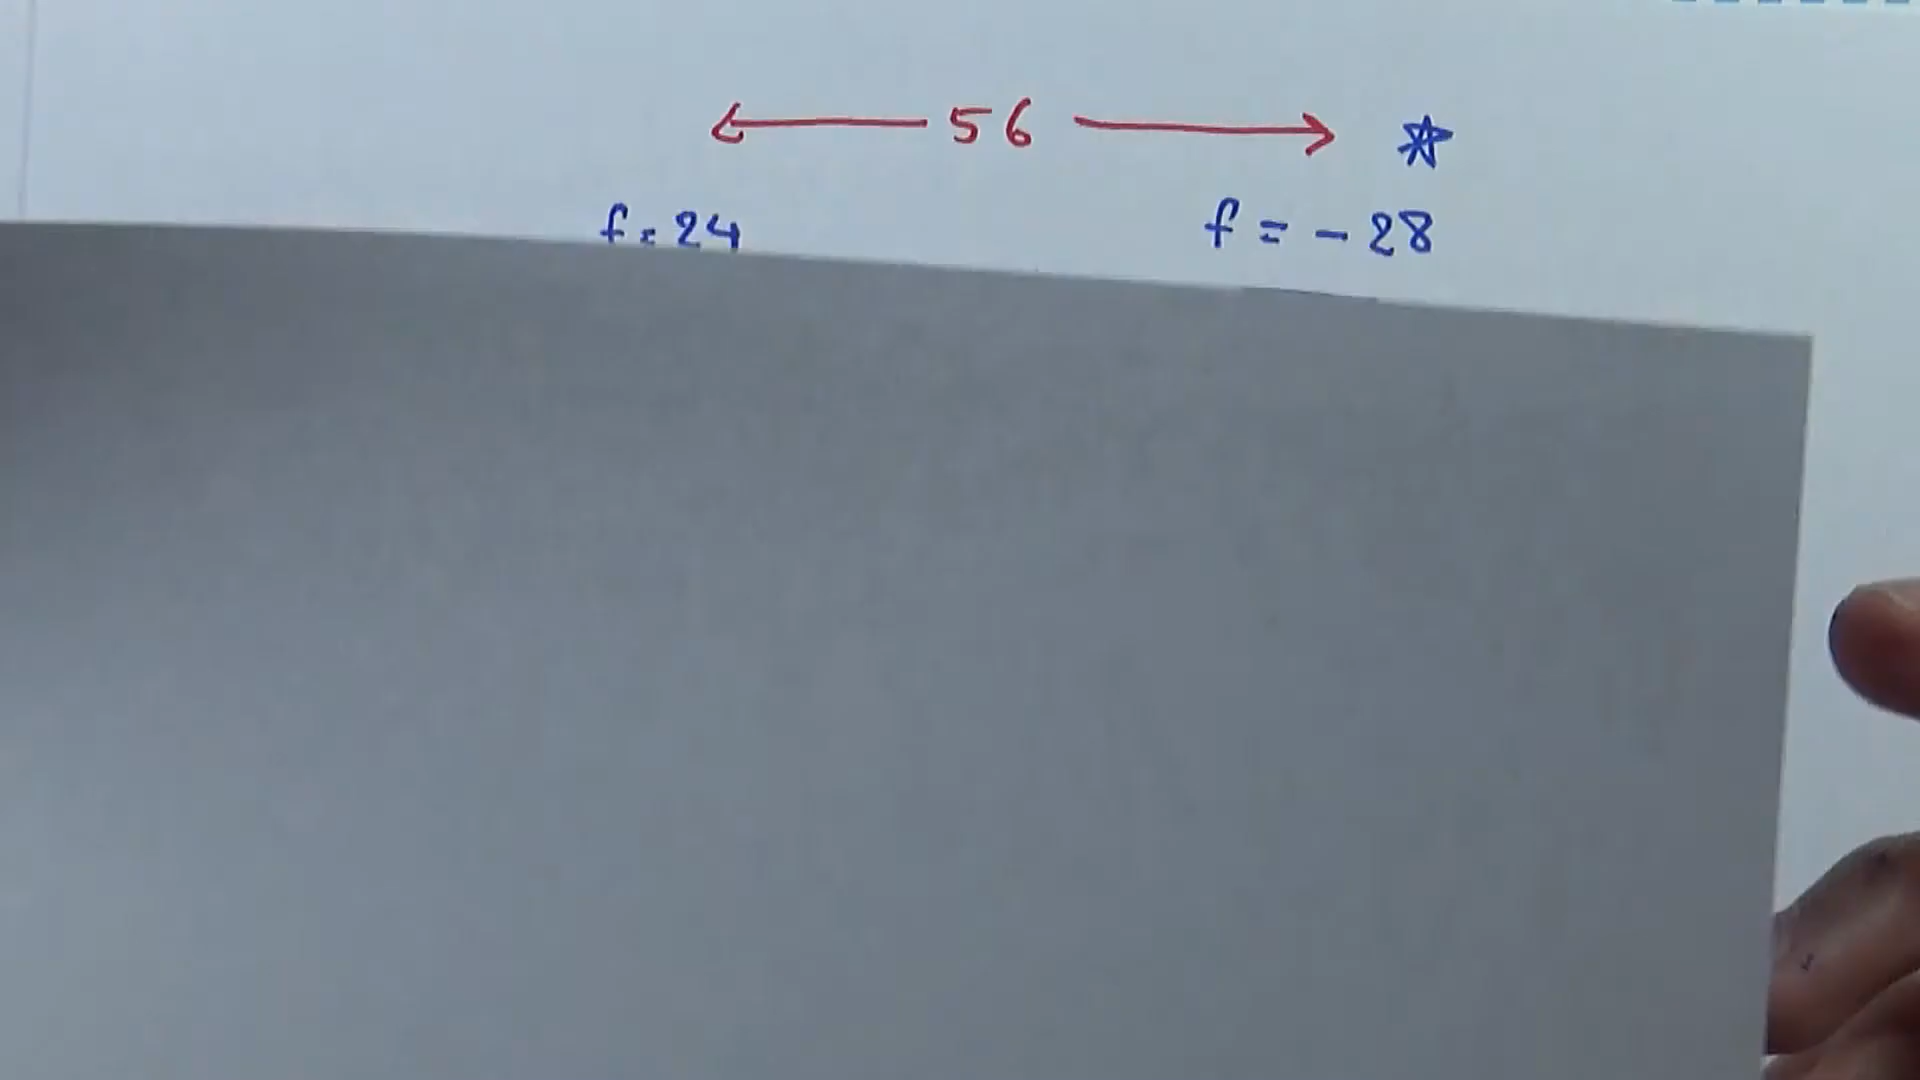 ← 56 → *
f = 24 f = - 28